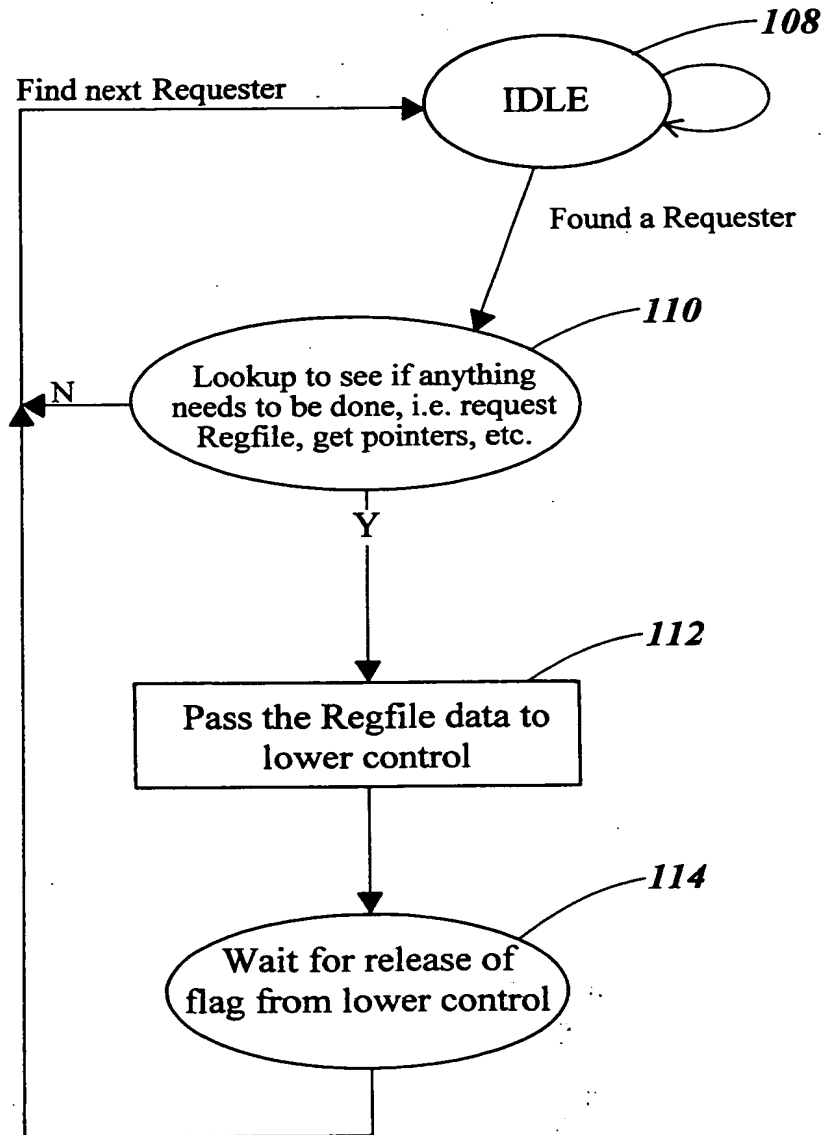 108
Find next Requester
IDLE
Found a Requester
110
Lookup to see if anything
needs to be done, i.e. request
Regfile, get pointers, etc.
N
Y
112
Pass the Regfile data to
lower control
114
Wait for release of
flag from lower control